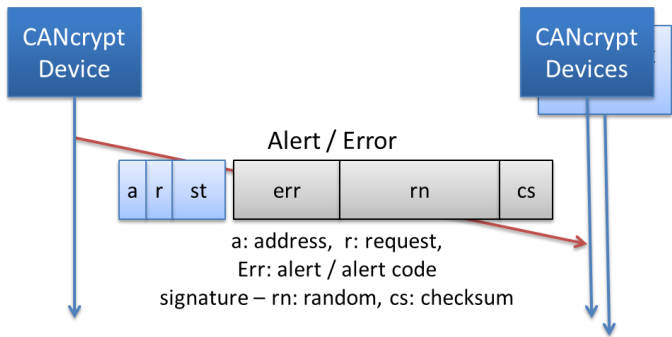 CANcrypt
Device
CANcrypt
Devices
Alert / Error
a r st err rn cs
a: address, r: request,
Err: alert / alert code
signature – rn: random, cs: checksum